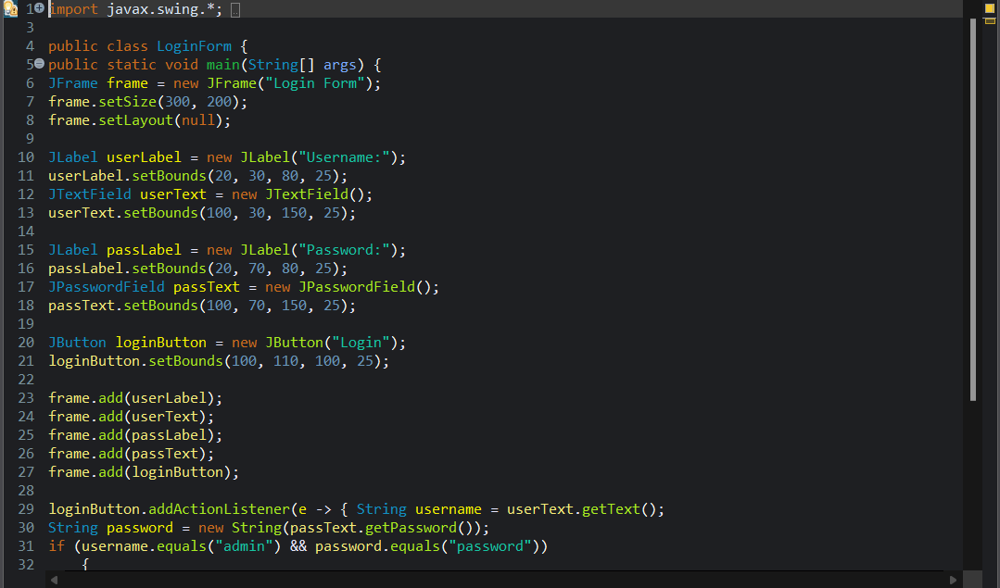 1 import javax.swing.*;
3
4 public class LoginForm {
5 public static void main(String[] args) {
6 JFrame frame = new JFrame("Login Form");
7 frame.setSize(300, 200);
8 frame.setLayout(null);
9
10 JLabel userLabel = new JLabel("Username:");
11 userLabel.setBounds(20, 30, 80, 25);
12 JTextField userText = new JTextField();
13 userText.setBounds(100, 30, 150, 25);
14
15 JLabel passLabel = new JLabel("Password:");
16 passLabel.setBounds(20, 70, 80, 25);
17 JPasswordField passText = new JPasswordField();
18 passText.setBounds(100, 70, 150, 25);
19
20 JButton loginButton = new JButton("Login");
21 loginButton.setBounds(100, 110, 100, 25);
22
23 frame.add(userLabel);
24 frame.add(userText);
25 frame.add(passLabel);
26 frame.add(passText);
27 frame.add(loginButton);
28
29 loginButton.addActionListener(e -> { String username = userText.getText();
30 String password = new String(passText.getPassword());
31 if (username.equals("admin") && password.equals("password"))
32 {